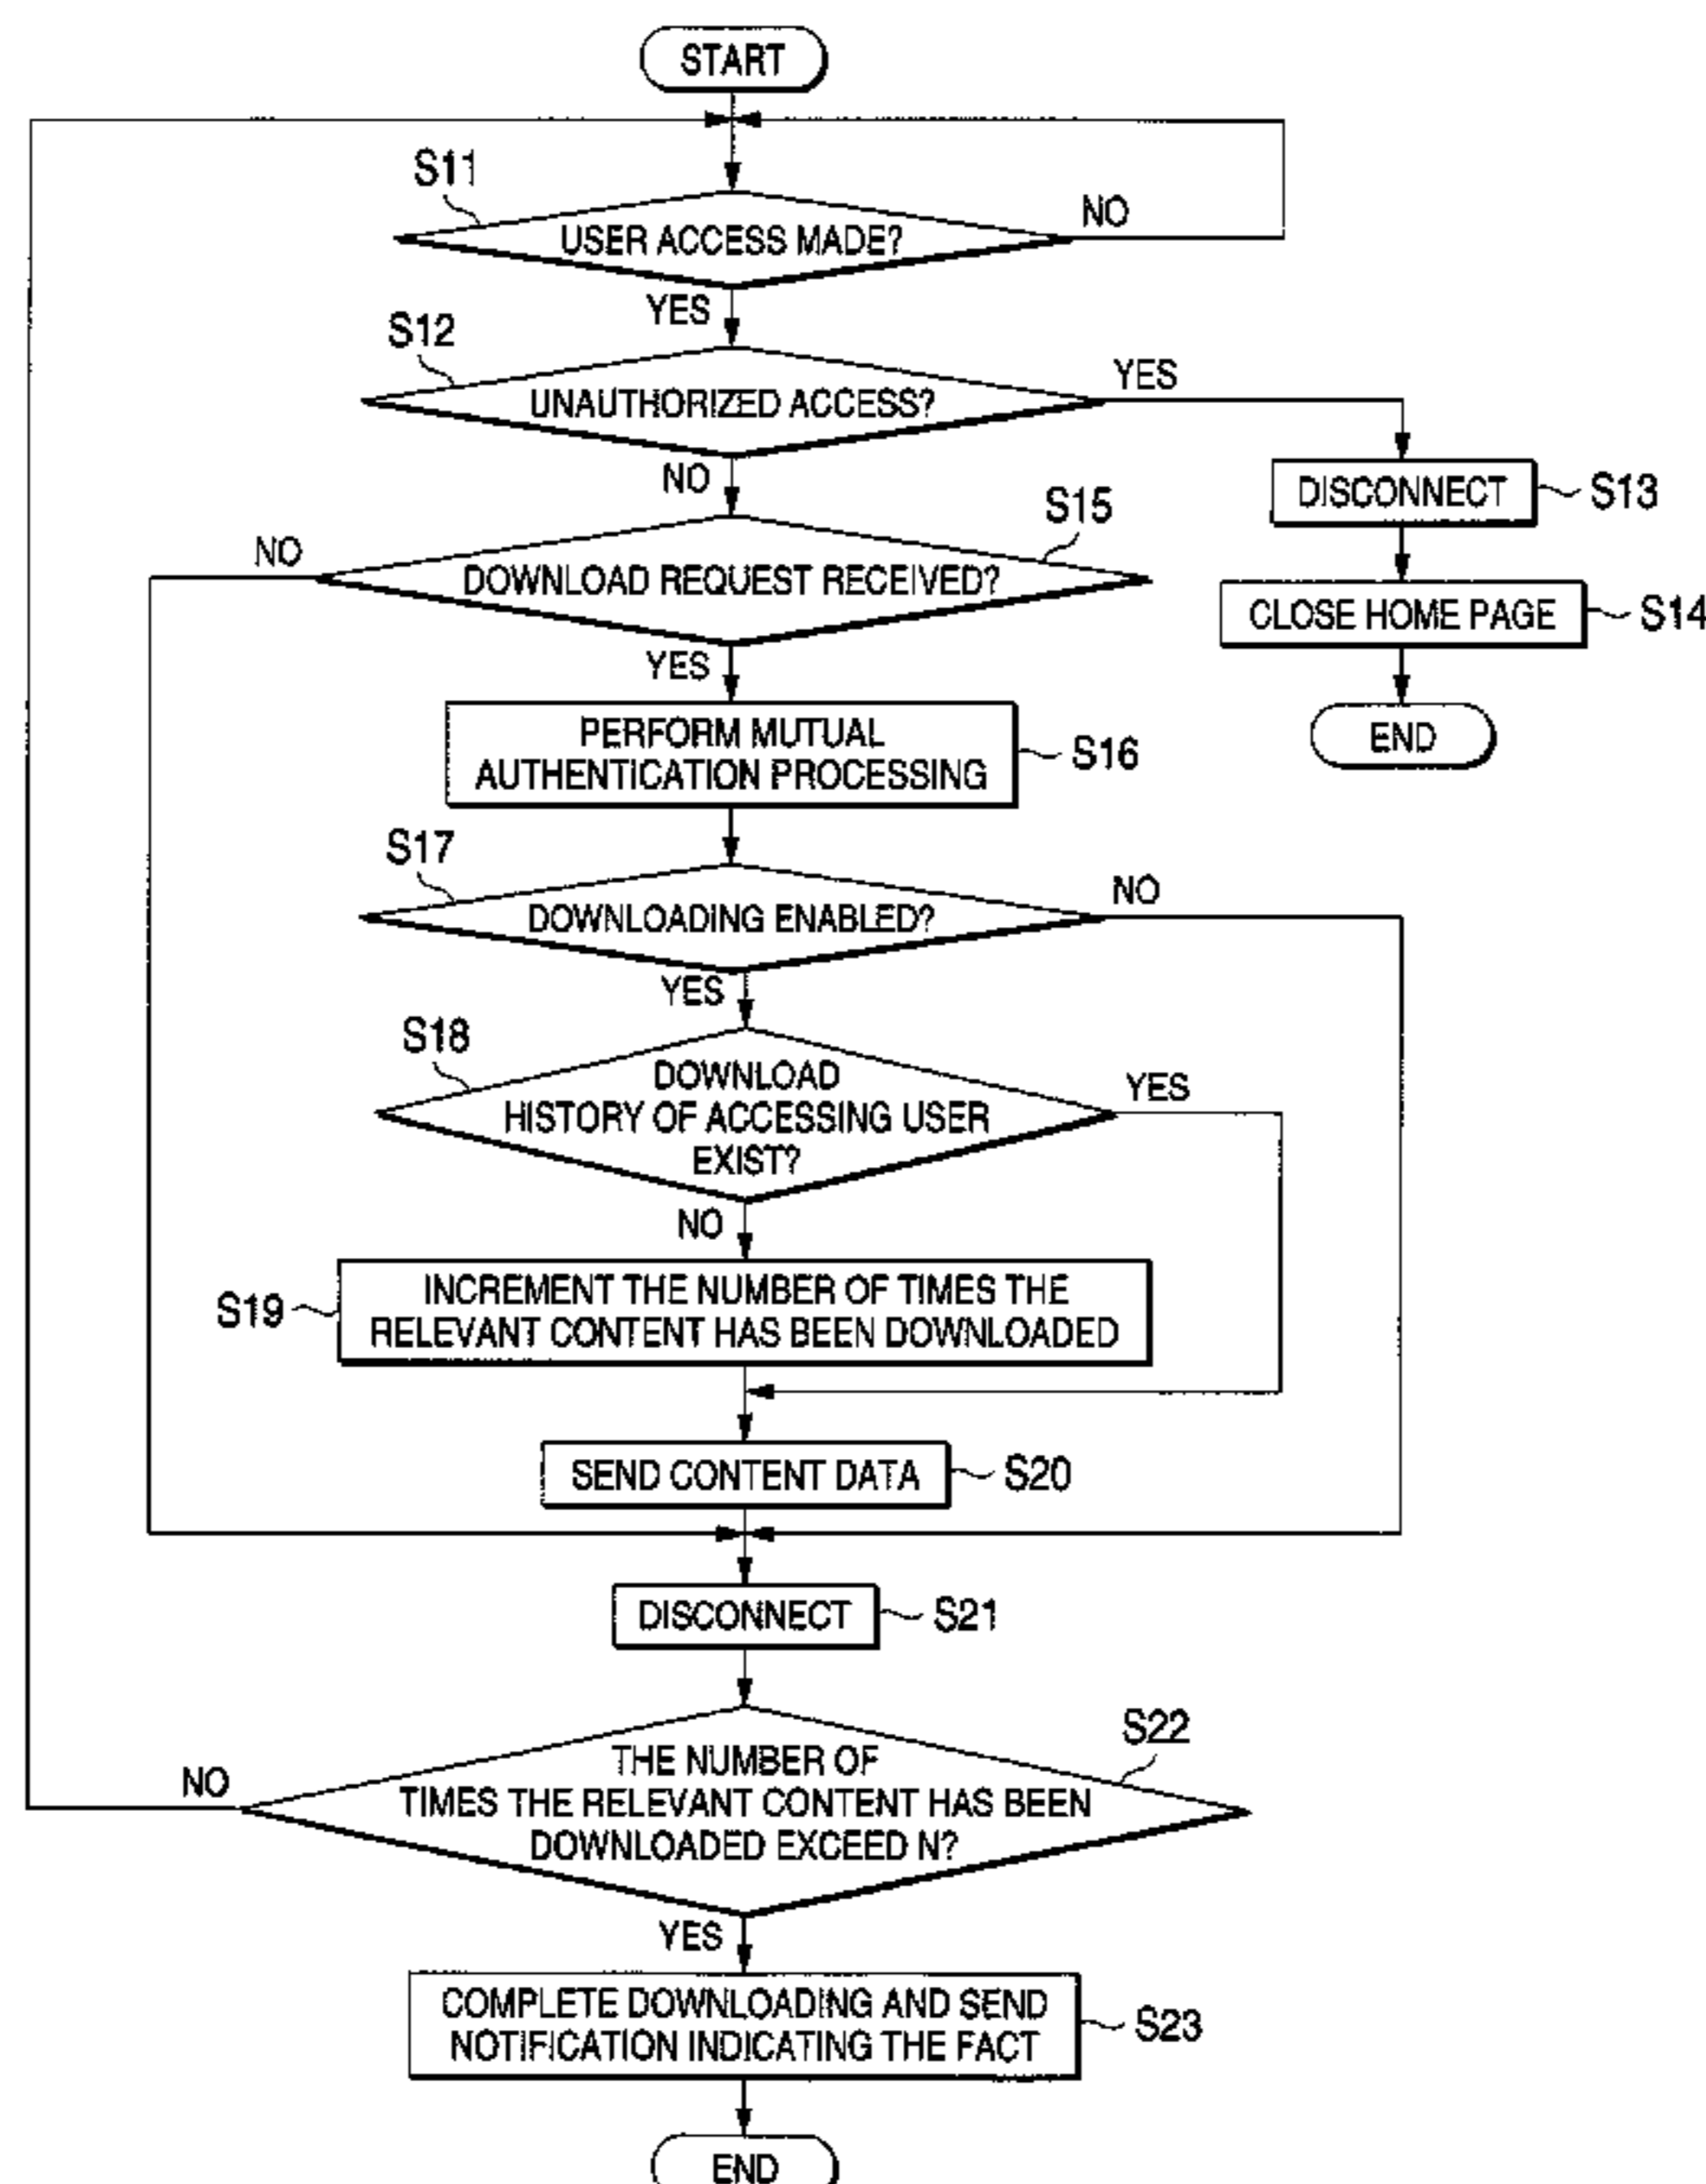 START
S11
USER ACCESS MADE?
NO
YES
S12
UNAUTHORIZED ACCESS?
YES
NO
DISCONNECT
S13
S15
NO
DOWNLOAD REQUEST RECEIVED?
YES
CLOSE HOME PAGE
S14
END
PERFORM MUTUAL
AUTHENTICATION PROCESSING
S16
S17
DOWNLOADING ENABLED?
NO
YES
S18
DOWNLOAD
HISTORY OF ACCESSING USER
EXIST?
YES
NO
S19
INCREMENT THE NUMBER OF TIMES THE
RELEVANT CONTENT HAS BEEN DOWNLOADED
SEND CONTENT DATA
S20
DISCONNECT
S21
S22
THE NUMBER OF
TIMES THE RELEVANT CONTENT HAS BEEN
DOWNLOADED EXCEED N?
NO
YES
COMPLETE DOWNLOADING AND SEND
NOTIFICATION INDICATING THE FACT
S23
END